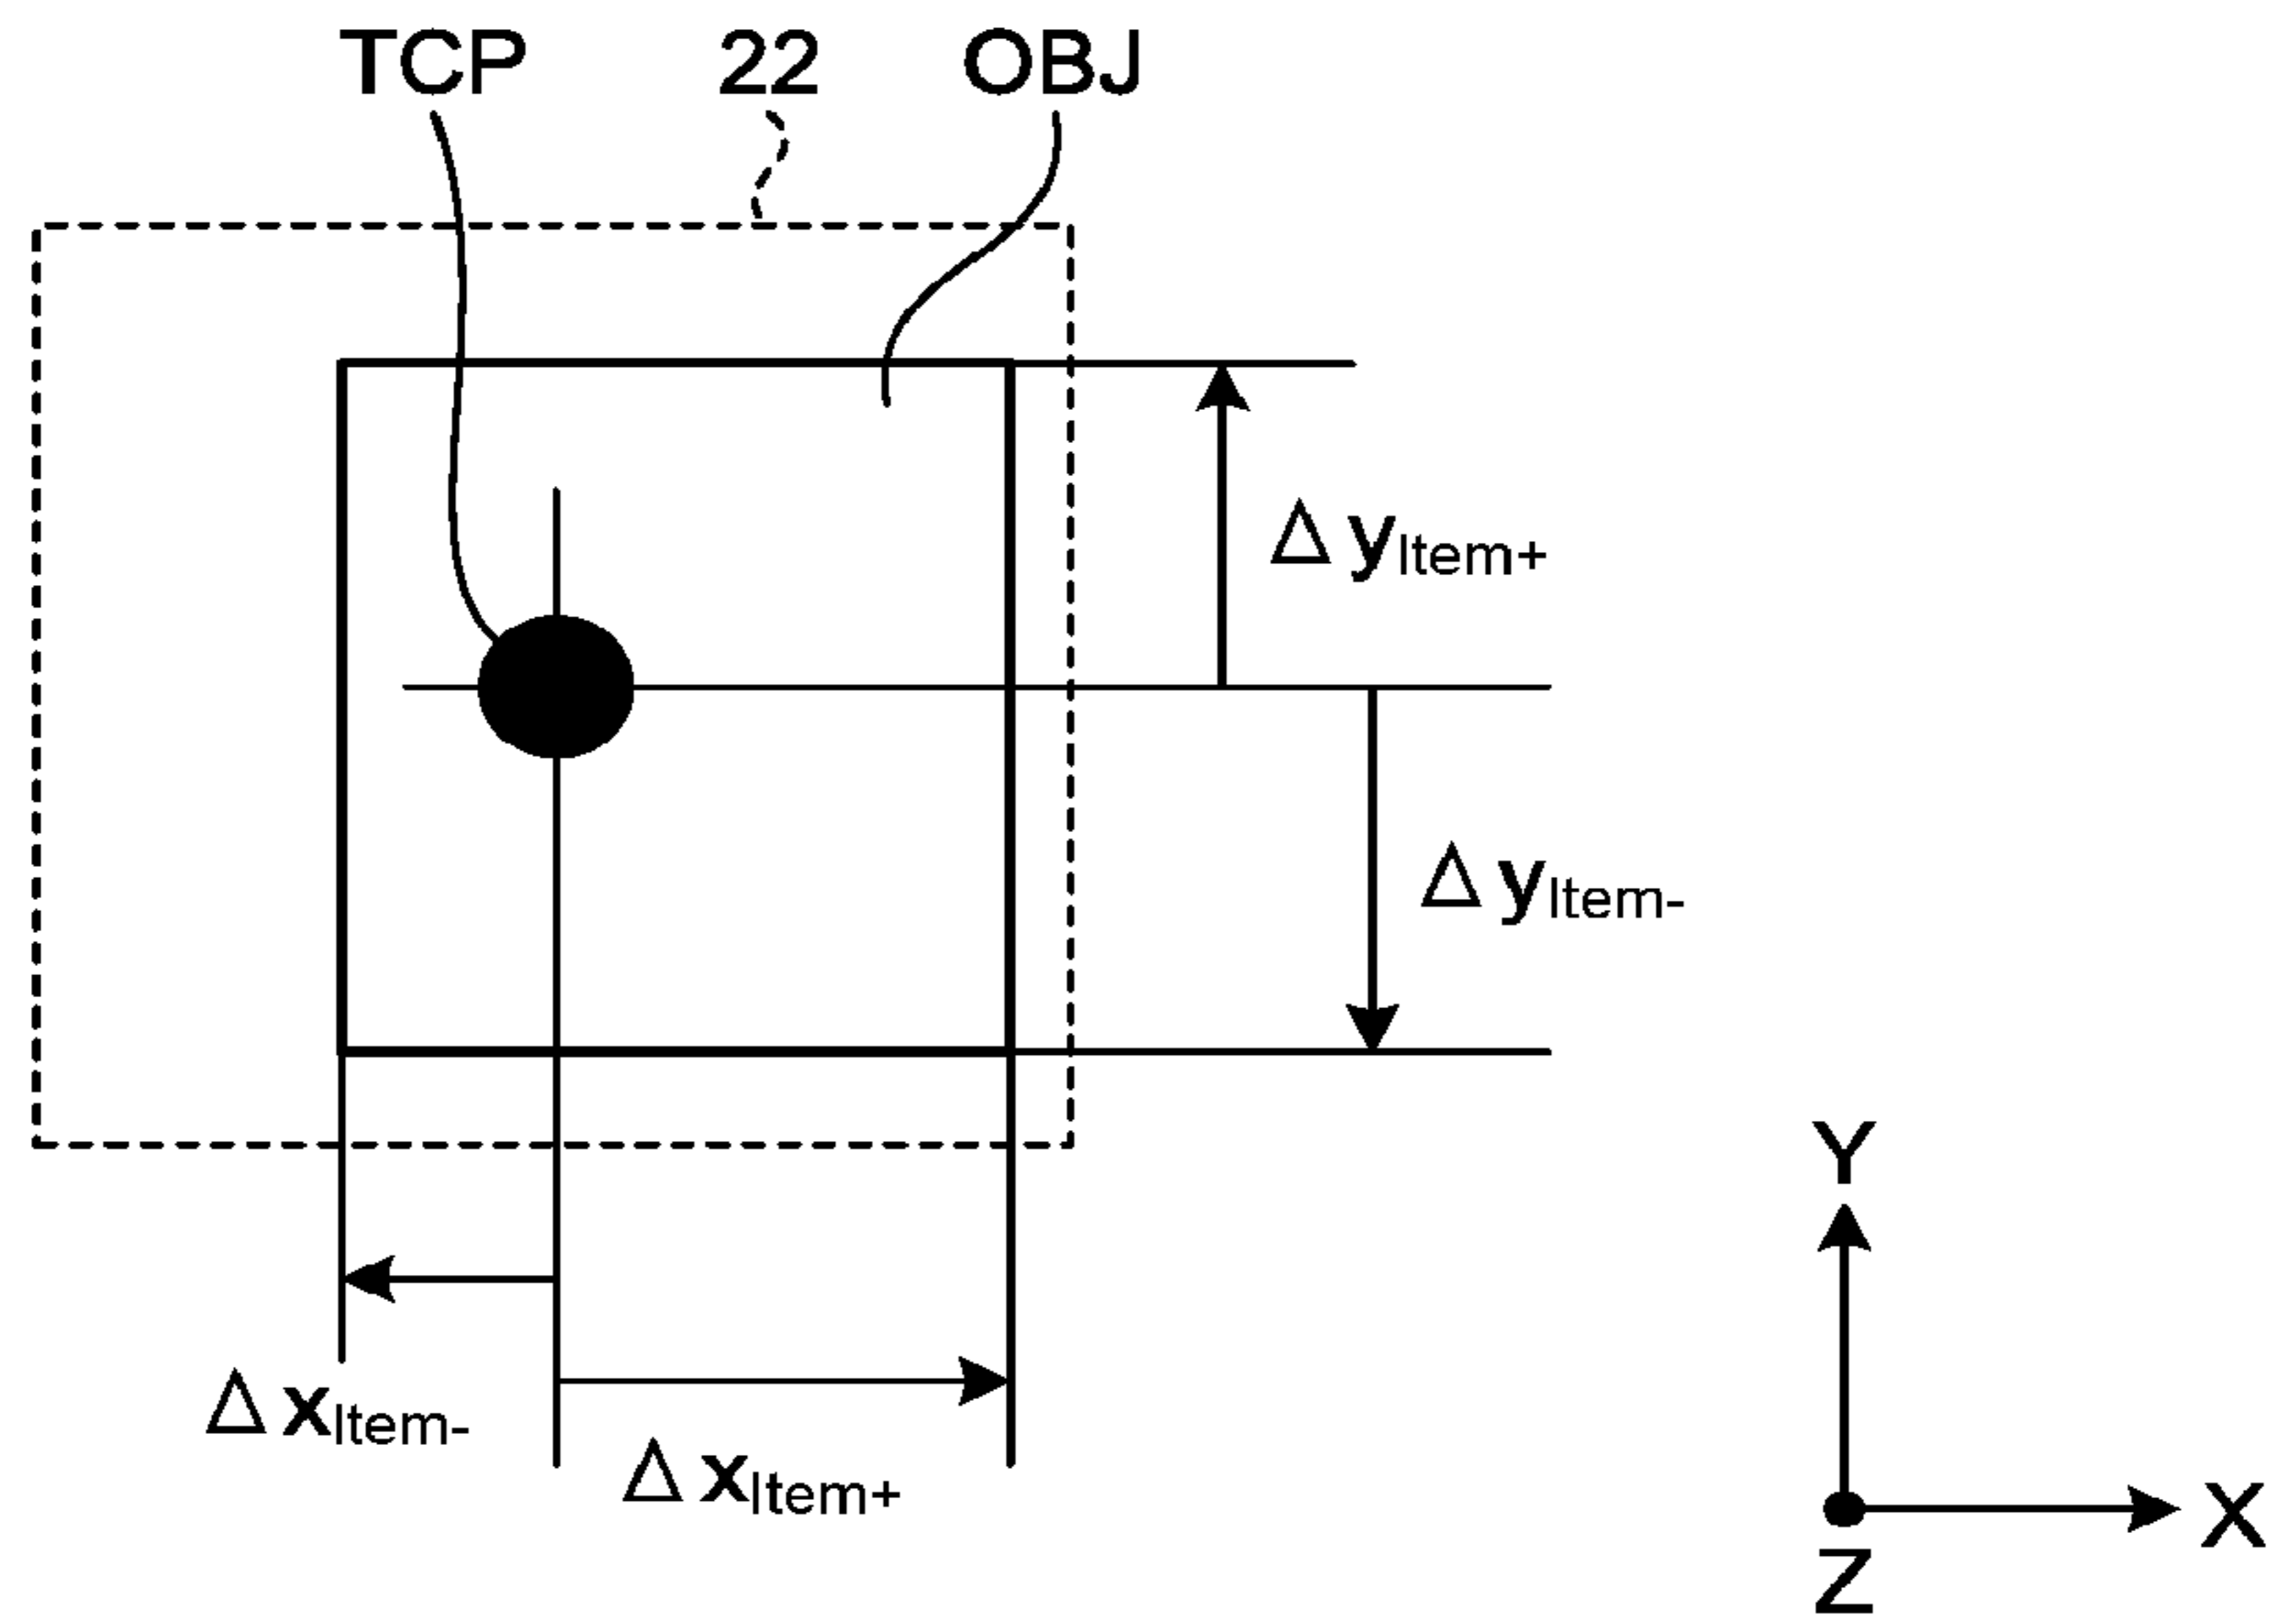 TCP 22 OBJ
Δ yItem+
Δ yItem-
Δ xItem-
Δ xItem+
Y
X
Z